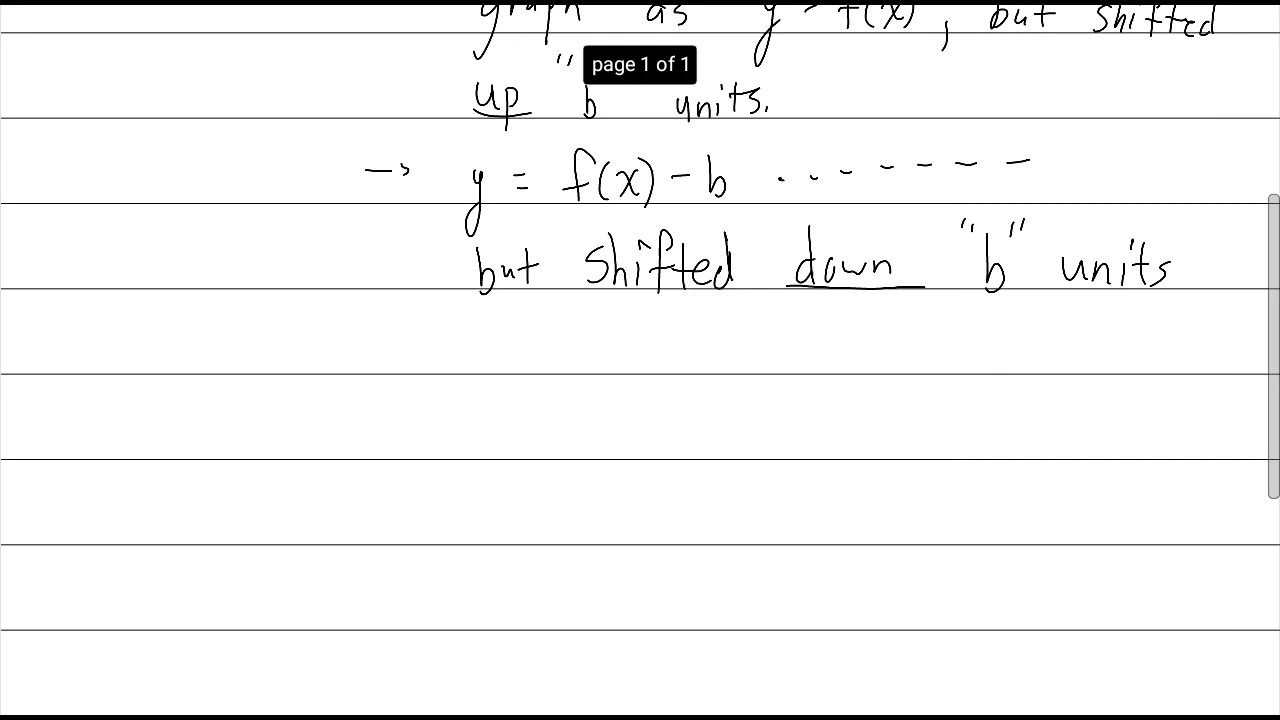 graph as y = f(x), but shifted
page 1 of 1
up "b" units.
→ y = f(x) - b . . - - - - - -
but shifted down "b" units